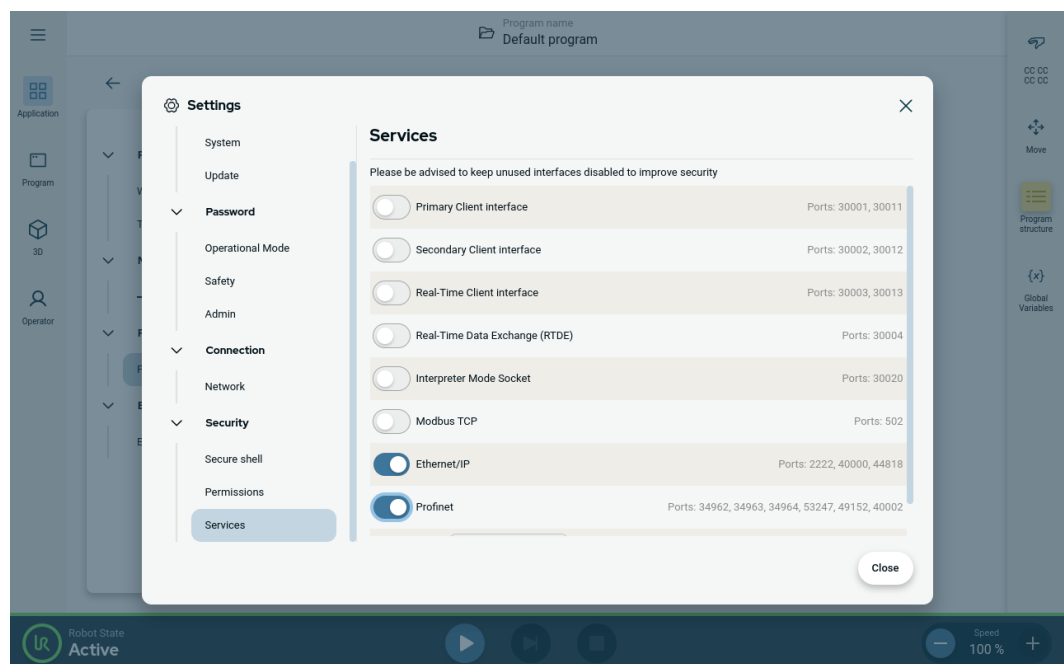 Program name
Default program
Application
Program
3D
Operator
Settings
System
Update
Password
Operational Mode
Safety
Admin
Connection
Network
Security
Secure shell
Permissions
Services
Services
Please be advised to keep unused interfaces disabled to improve security
Primary Client interface Ports: 30001, 30011
Secondary Client interface Ports: 30002, 30012
Real-Time Client interface Ports: 30003, 30013
Real-Time Data Exchange (RTDE) Ports: 30004
Interpreter Mode Socket Ports: 30020
Modbus TCP Ports: 502
Ethernet/IP Ports: 2222, 40000, 44818
Profinet Ports: 34962, 34963, 34964, 53247, 49152, 40002
Close
CC CC
CC CC
Move
Program
structure
{x}
Global
Variables
UR
Robot State
Active
Speed
100 %